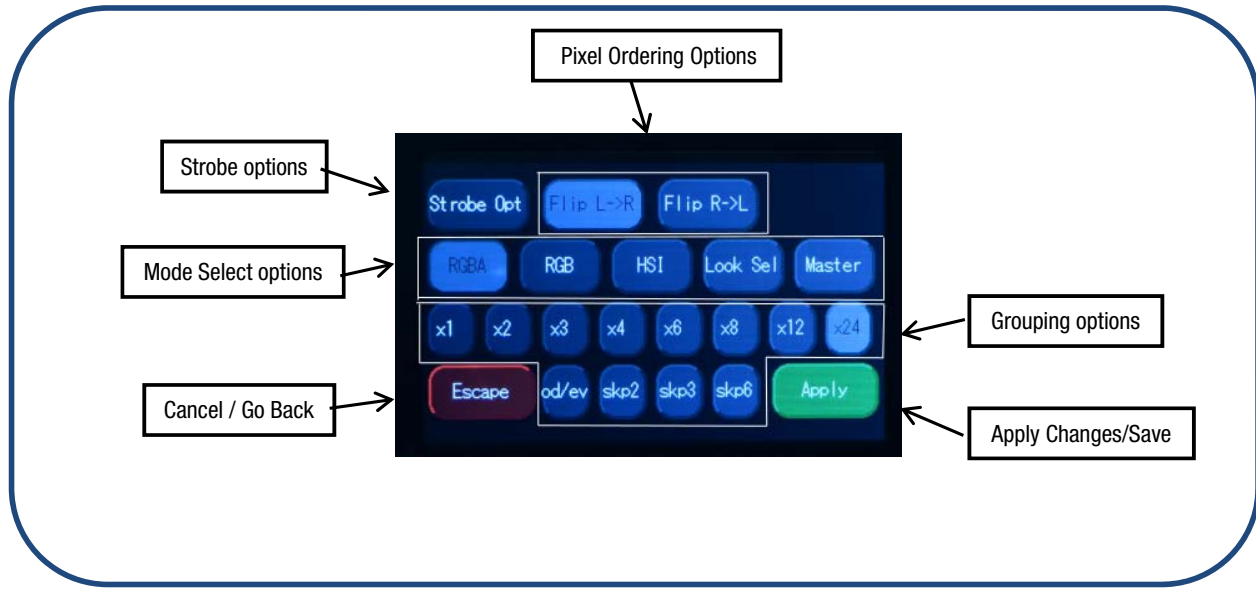 Pixel Ordering Options
Strobe options
Strobe Opt
Flip L->R
Flip R->L
Mode Select options
RGBA
RGB
HSI
Look Sel
Master
x1
x2
x3
x4
x6
x8
x12
x24
Grouping options
Cancel / Go Back
Escape
od/ev
skp2
skp3
skp6
Apply
Apply Changes/Save